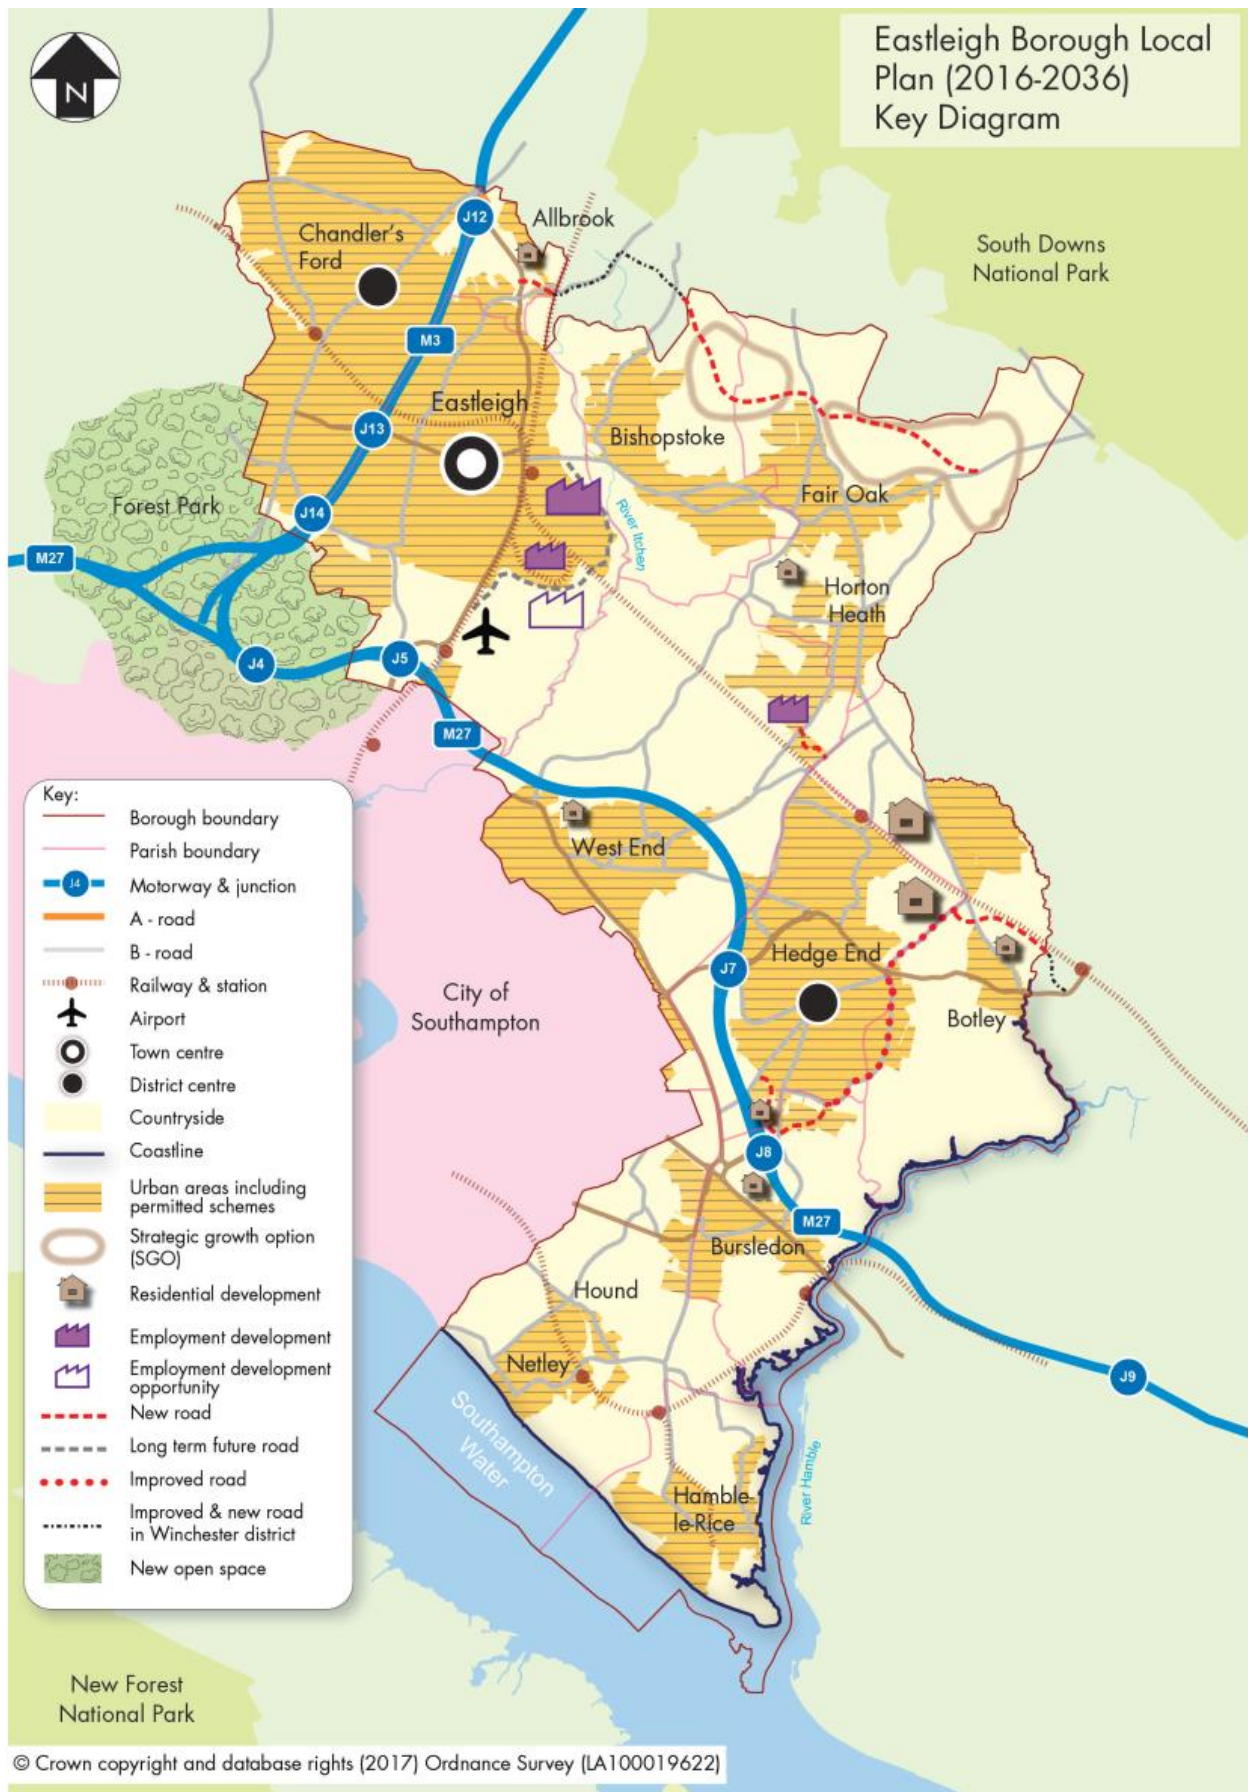 Eastleigh Borough Local
Plan (2016-2036)
Key Diagram
N
J12
Allbrook
Chandler's
Ford
South Downs
National Park
M3
Eastleigh
J13
Bishopstoke
Fair Oak
Forest Park
J14
River Itchen
M27
Horton
Heath
J4
J5
M27
Key:
Borough boundary
Parish boundary
J4
Motorway & junction
A - road
B - road
Railway & station
Airport
Town centre
District centre
Countryside
Coastline
Urban areas including
permitted schemes
Strategic growth option
(SGO)
Residential development
Employment development
Employment development
opportunity
New road
Long term future road
Improved road
Improved & new road
in Winchester district
New open space
West End
J7
Hedge End
City of
Southampton
Botley
J8
M27
Bursledon
Hound
Netley
J9
Southampton
Water
River Hamble
Hamble-
le-Rice
New Forest
National Park
© Crown copyright and database rights (2017) Ordnance Survey (LA100019622)